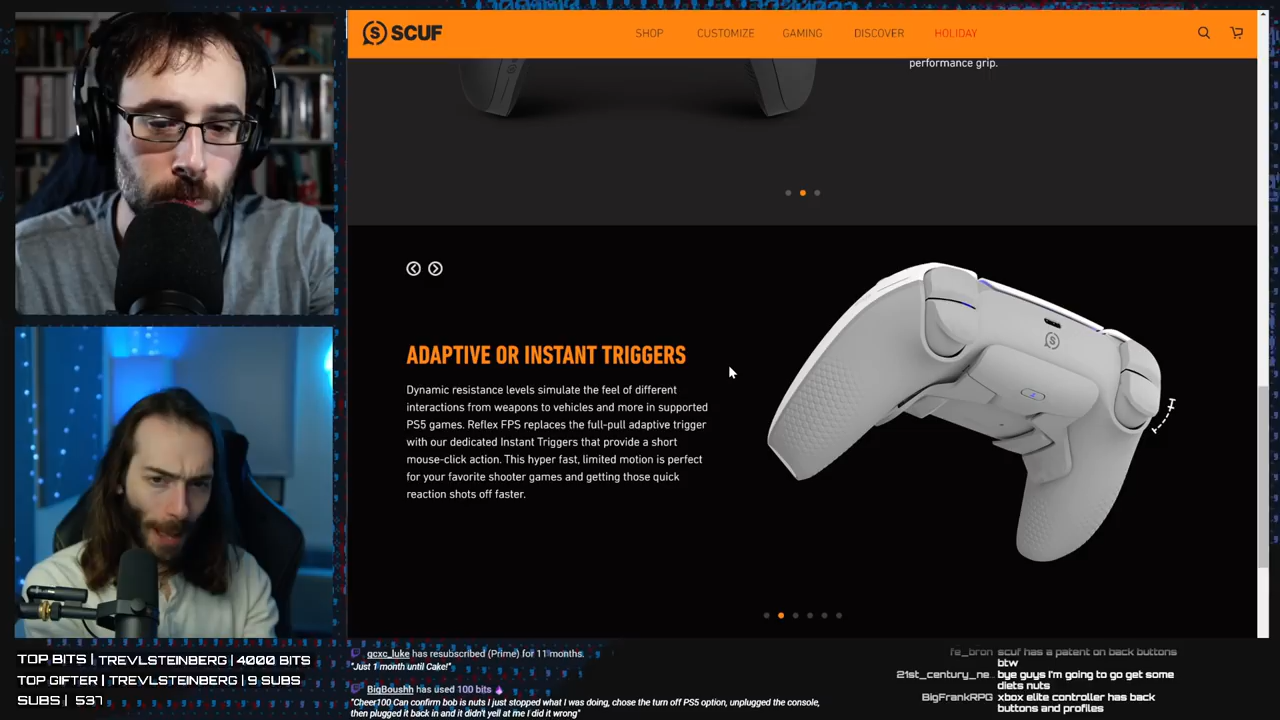 SCUF
SHOP
CUSTOMIZE
GAMING
DISCOVER
HOLIDAY
performance grip.
ADAPTIVE OR INSTANT TRIGGERS
Dynamic resistance levels simulate the feel of different
interactions from weapons to vehicles and more in supported
PS5 games. Reflex FPS replaces the full-pull adaptive trigger
with our dedicated Instant Triggers that provide a short
mouse-click action. This hyper fast, limited motion is perfect
for your favorite shooter games and getting those quick
reaction shots off faster.
TOP BITS | TREVLSTEINBERG | 4000 BITS
TOP GIFTER | TREVLSTEINBERG | 9 SUBS
SUBS | 537
gcxc_luke has resubscribed (Prime) for 11 months.
"Just 1 month until Cake!"
BigBoushh has used 100 bits
"Cheer100 Can confirm bob is nuts I just stopped what I was doing, chose the turn off PS5 option, unplugged the console,
then plugged it back in and it didn't yell at me I did it wrong"
fe_bron scuf has a patent on back buttons
btw
21st_century_ne.. bye guys I'm going to go get some
diets nuts
BigFrankRPG xbox elite controller has back
buttons and profiles